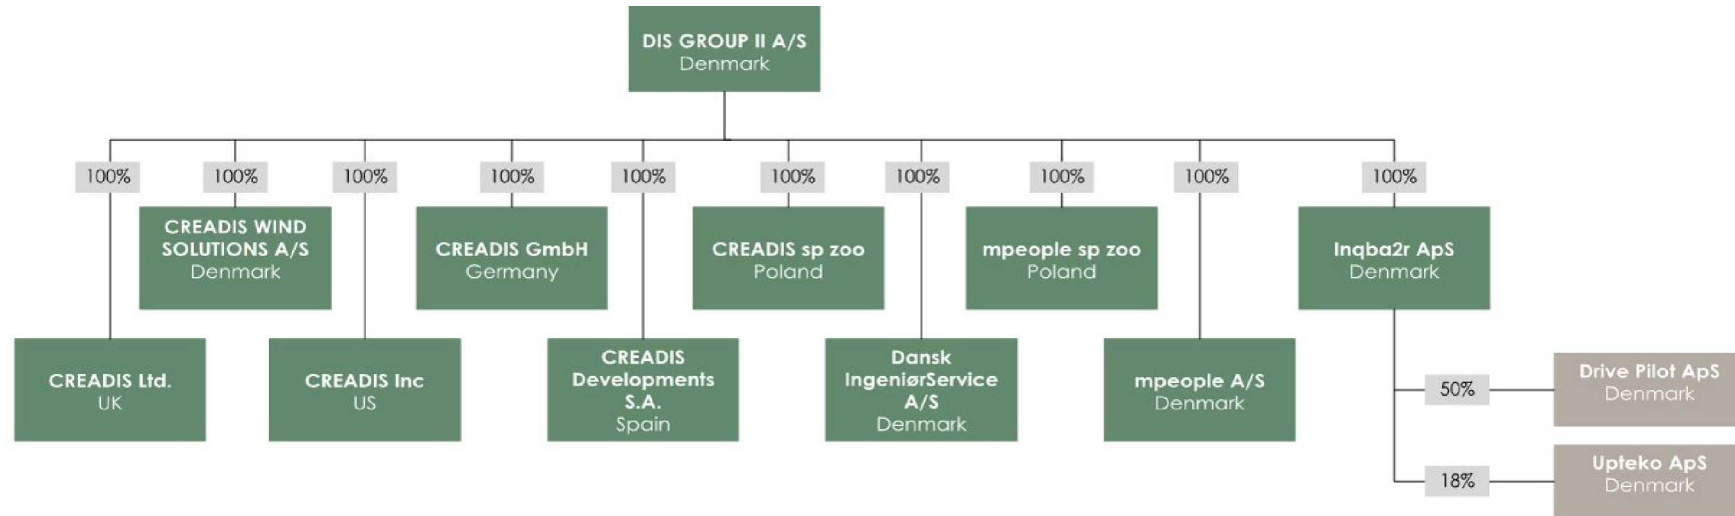 DIS GROUP II A/S
Denmark
100%
100%
100%
100%
100%
100%
100%
100%
100%
100%
CREADIS WIND
SOLUTIONS A/S
Denmark
CREADIS GmbH
Germany
CREADIS sp zoo
Poland
mpeople sp zoo
Poland
Inqba2r ApS
Denmark
CREADIS Ltd.
UK
CREADIS Inc
US
CREADIS
Developments
S.A.
Spain
Dansk
IngeniørService
A/S
Denmark
mpeople A/S
Denmark
50%
Drive Pilot ApS
Denmark
18%
Upteko ApS
Denmark